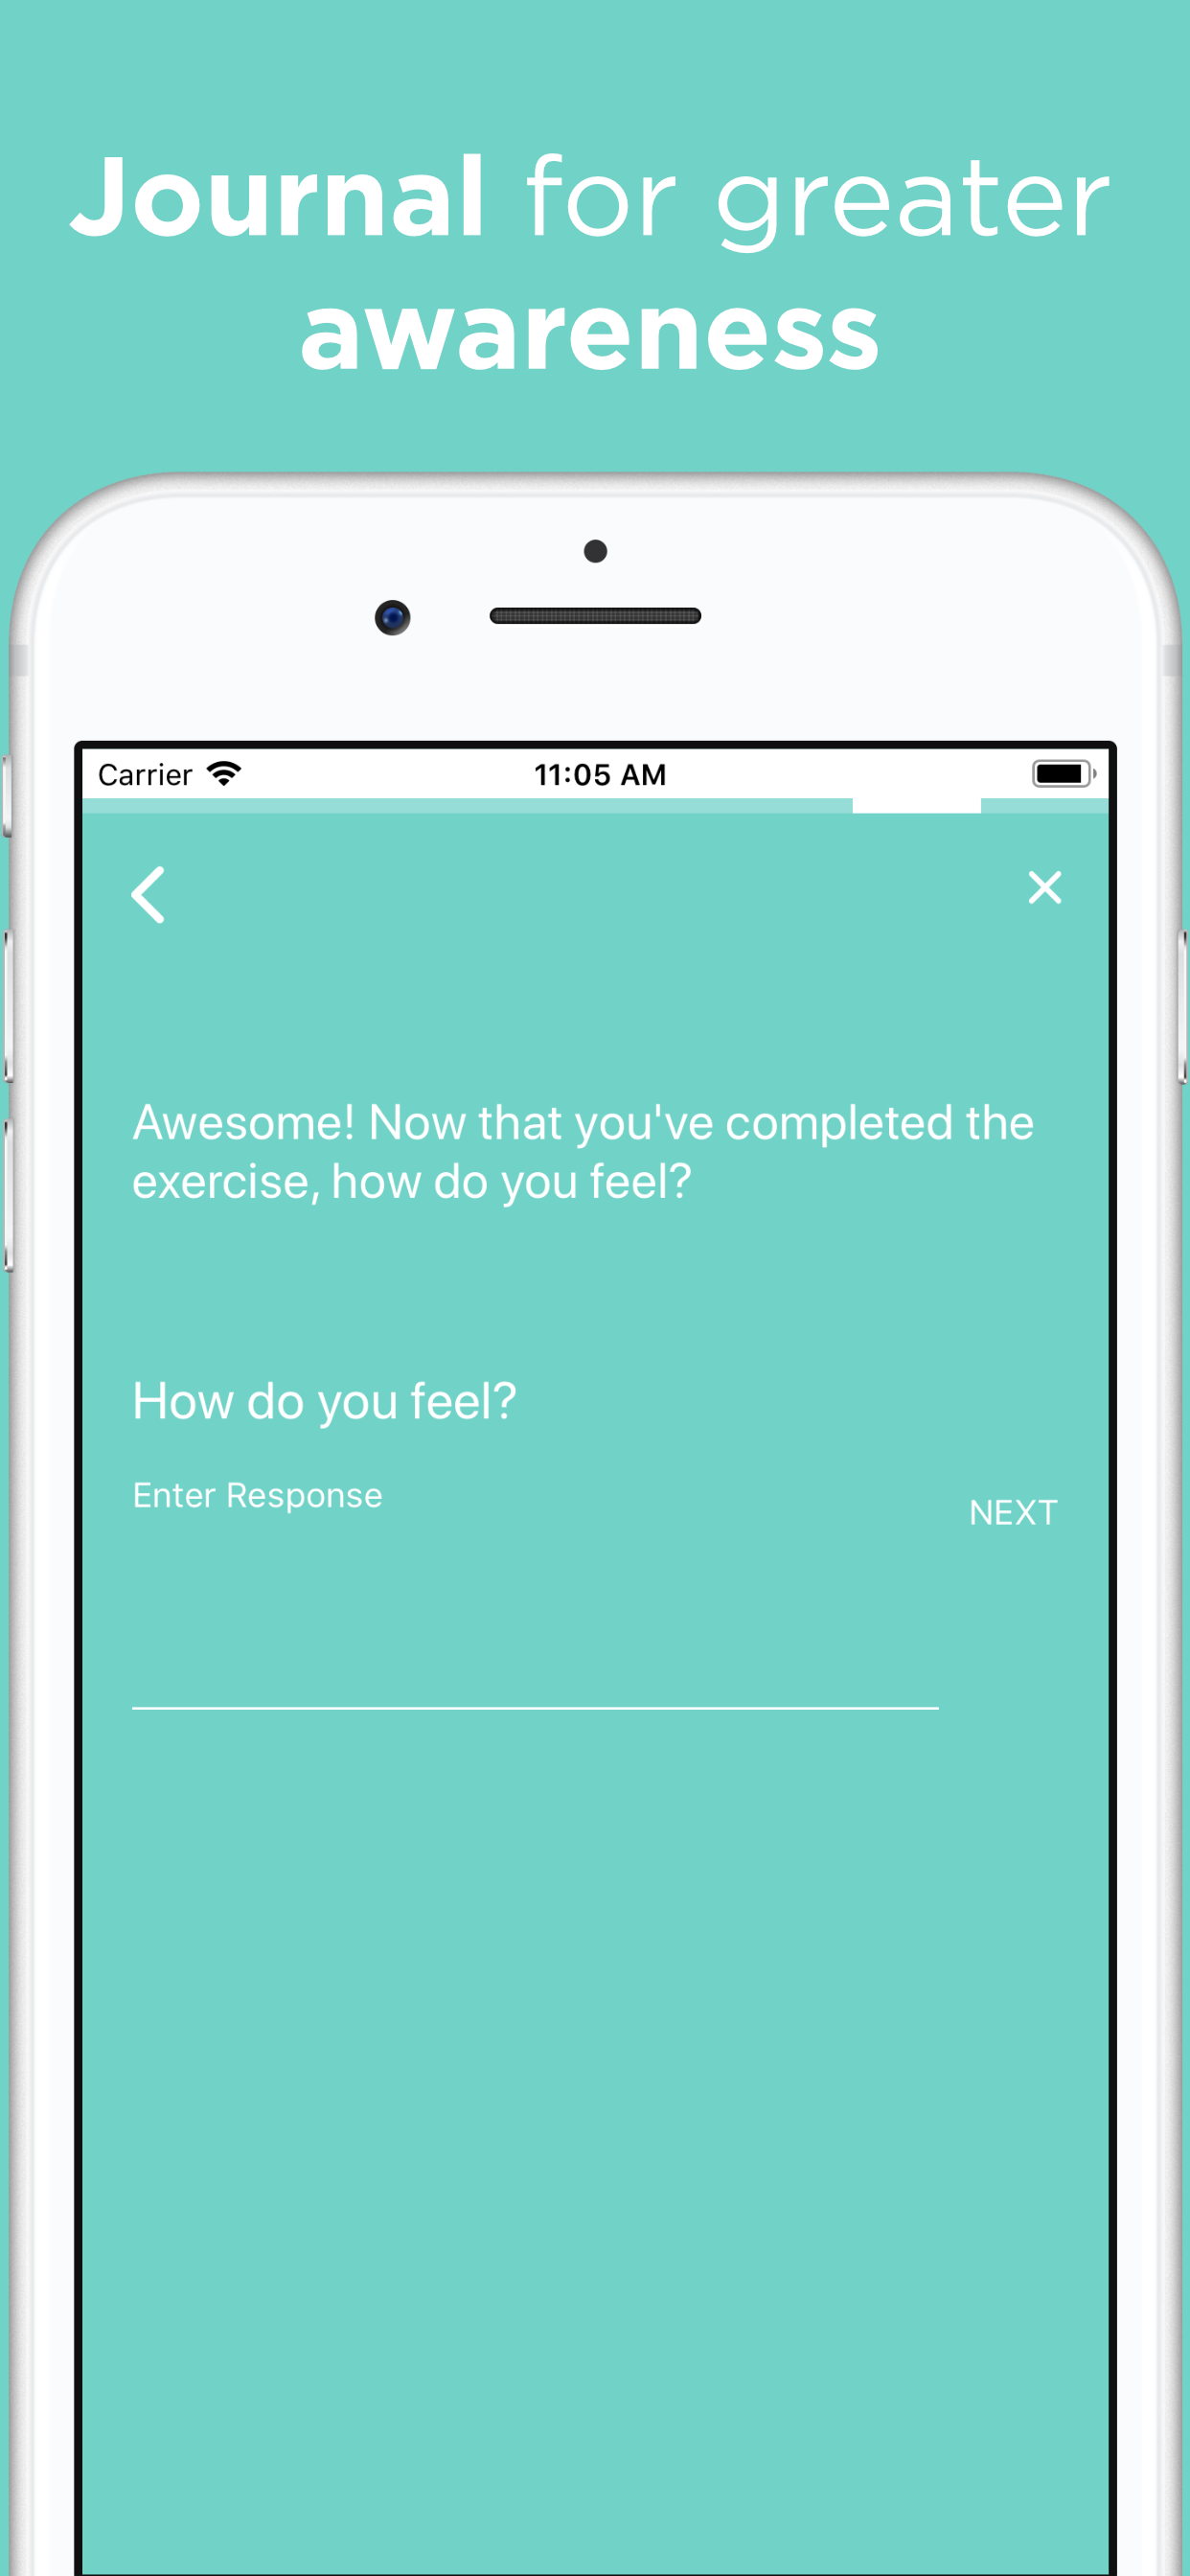 Journal for greater
awareness
Carrier 11:05 AM
Awesome! Now that you've completed the
exercise, how do you feel?
How do you feel?
Enter Response
NEXT